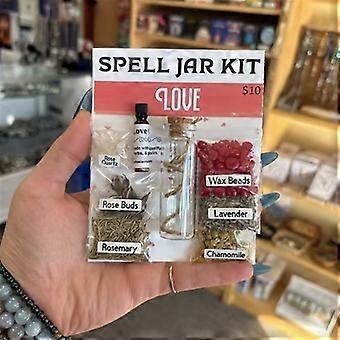 SPELL JAR KIT
LOVE
$10
Love
Rose
Quartz
Wax Beads
Rose Buds
Lavender
Rosemary
Chamomile